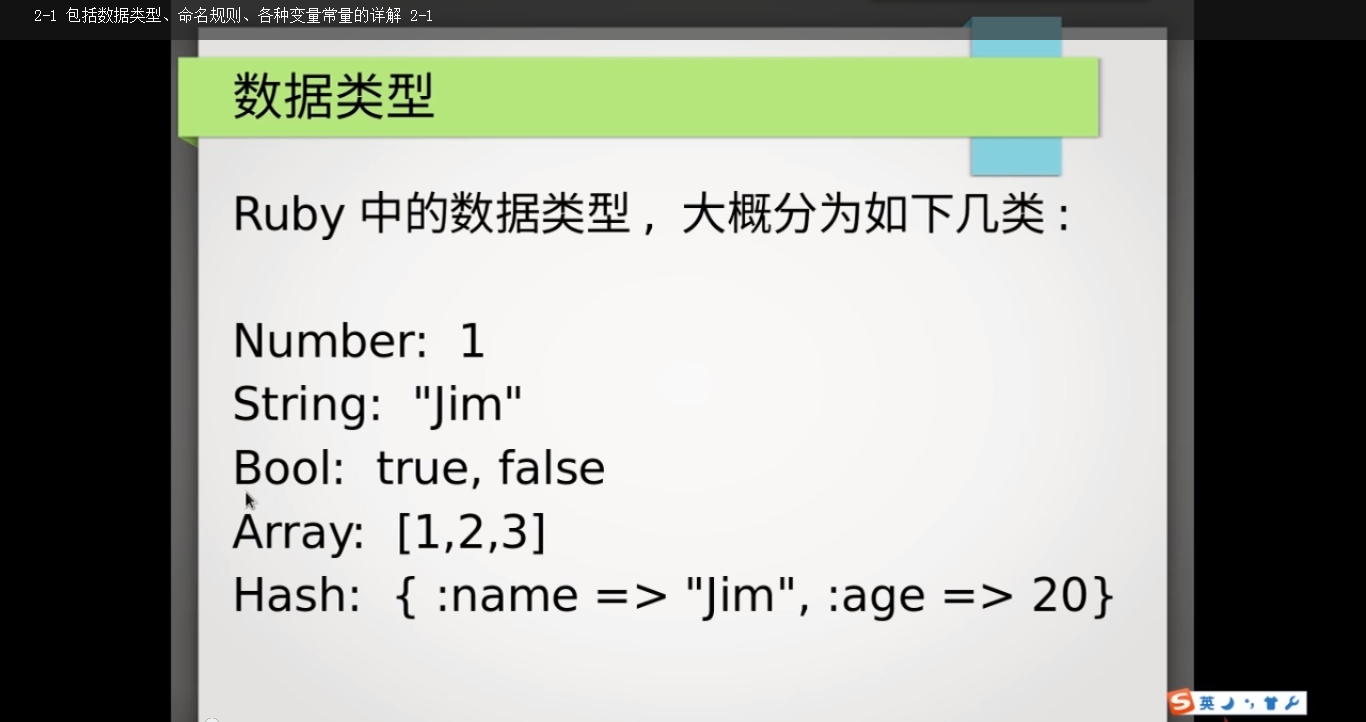 2-1 包括数据类型、命名规则、各种变量常量的详解 2-1
数据类型
Ruby 中的数据类型，大概分为如下几类：
Number: 1
String: "Jim"
Bool: true, false
Array: [1,2,3]
Hash: { :name => "Jim", :age => 20}
S 英